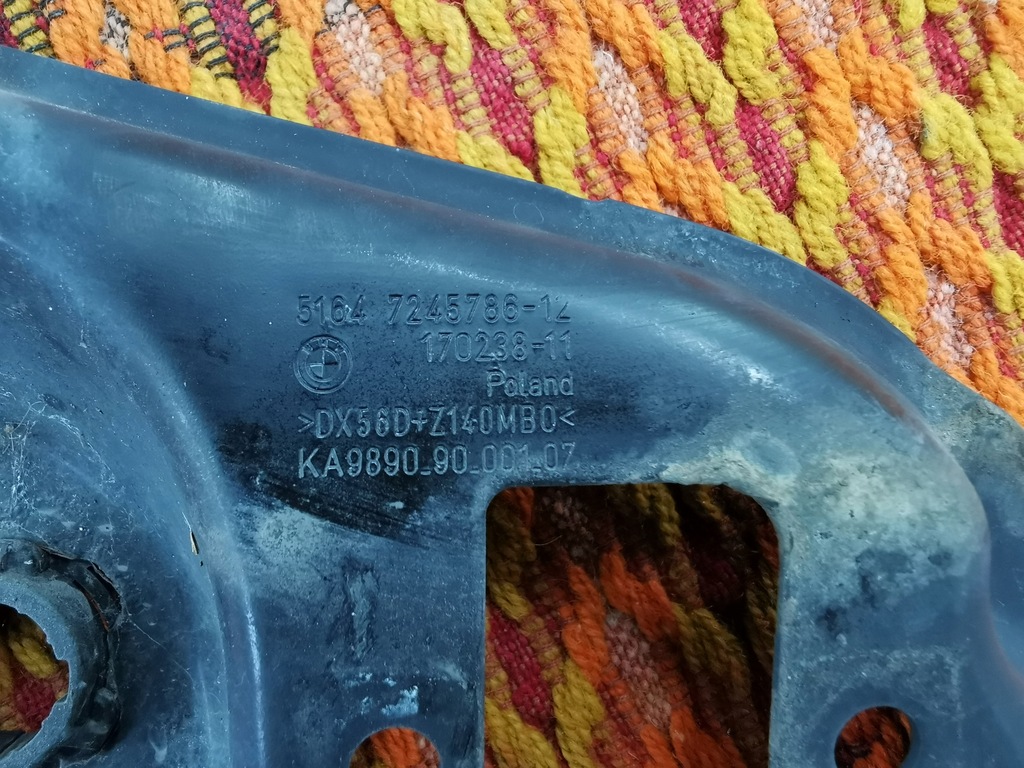 5164 7245786-12
170238-11
Poland
>DX56D+Z140MBO<
KA9890_90_001_07